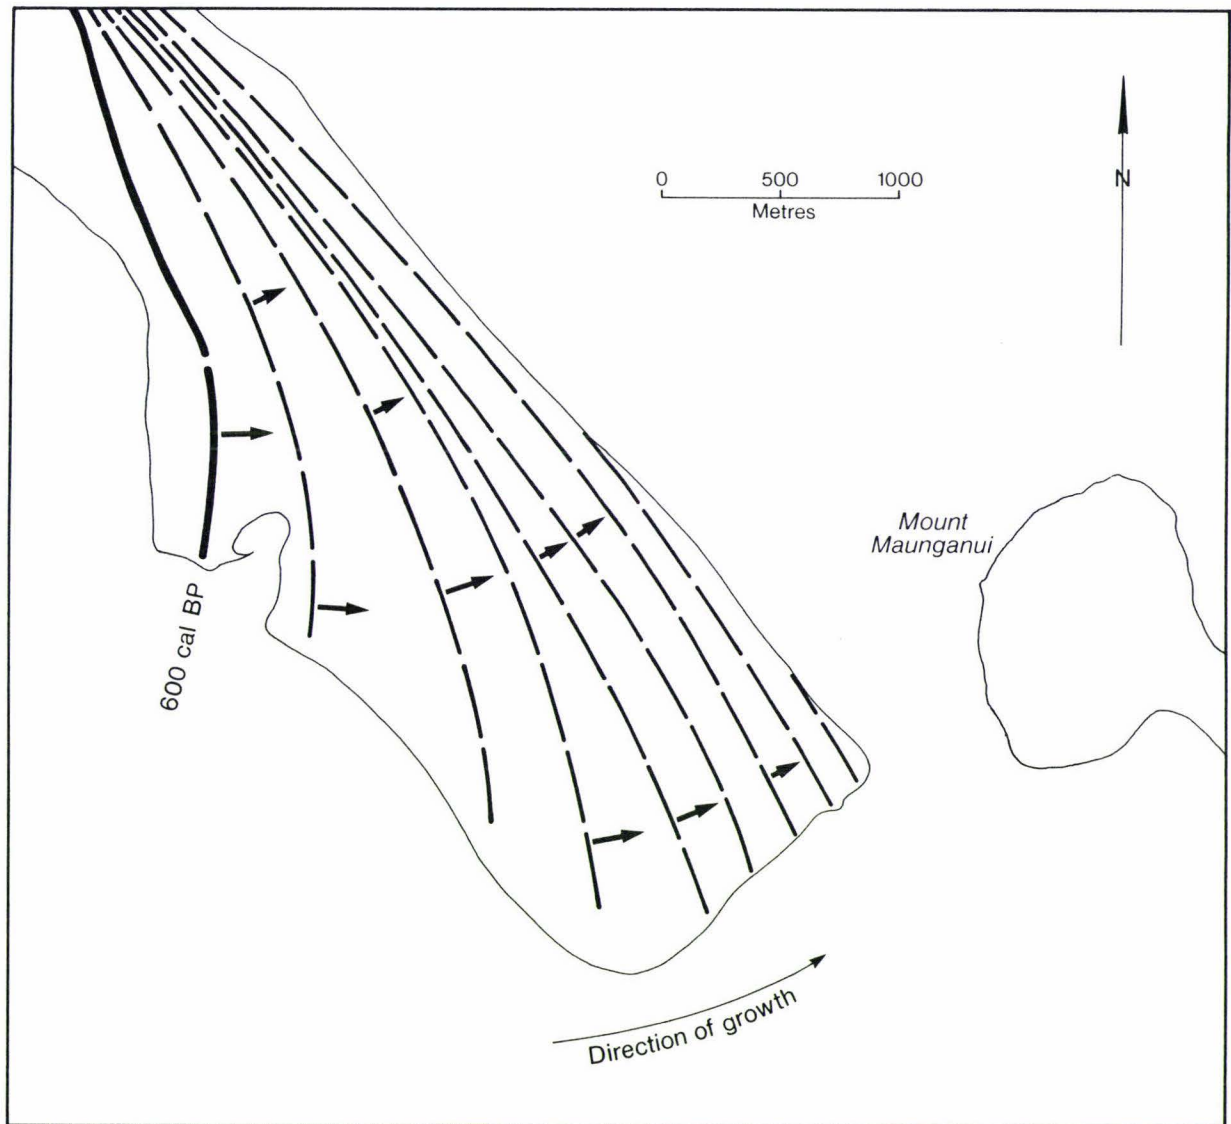 0 500 1000
Metres
N
Mount
Maunganui
600 cal BP
Direction of growth